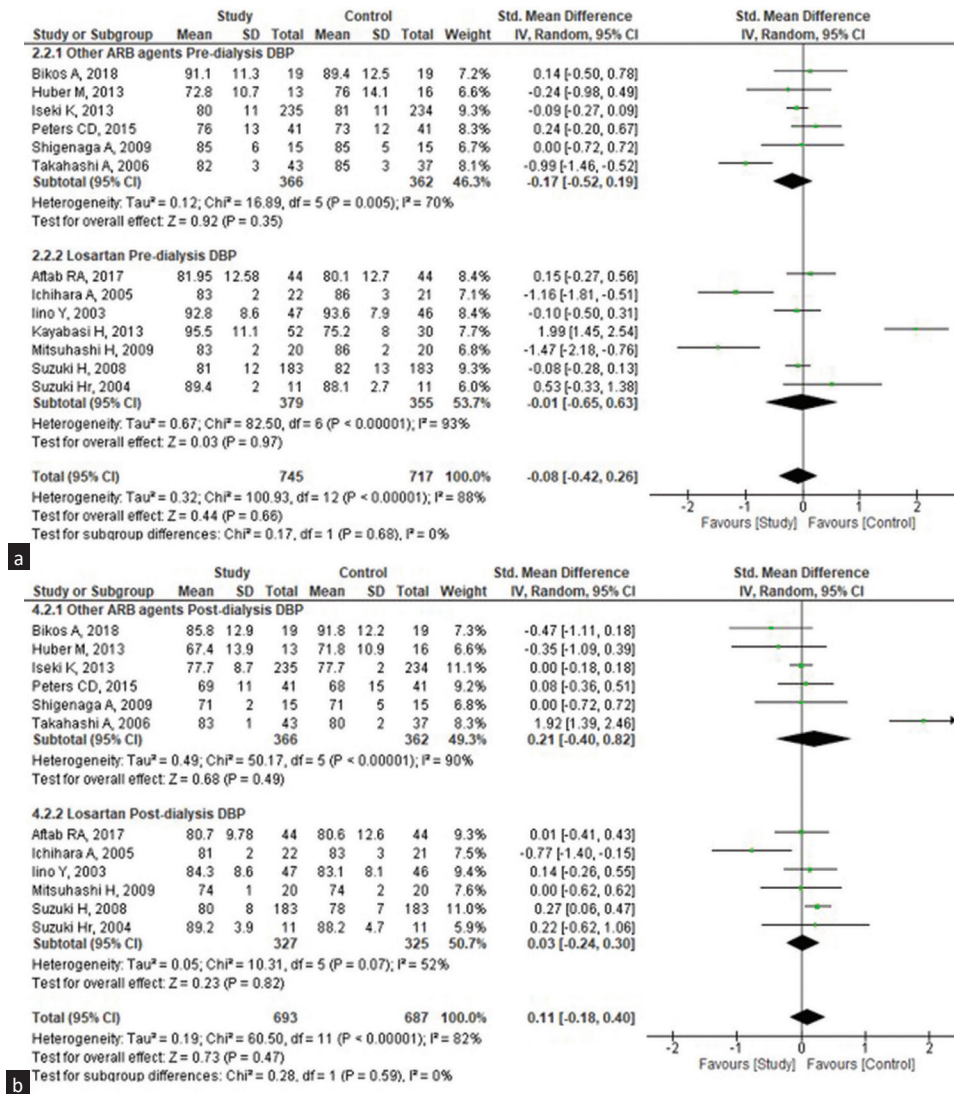 Study Control Std. Mean Difference Std. Mean Difference
Study or Subgroup Mean SD Total Mean SD Total Weight IV, Random, 95% CI IV, Random, 95% CI
2.2.1 Other ARB agents Pre-dialysis DBP
Bikos A, 2018 91.1 11.3 19 89.4 12.5 19 7.2% 0.14 [-0.50, 0.78]
Huber M, 2013 72.8 10.7 13 76 14.1 16 6.6% -0.24 [-0.98, 0.49]
Iseki K, 2013 80 11 235 81 11 234 9.3% -0.09 [-0.27, 0.09]
Peters CD, 2015 76 13 41 73 12 41 8.3% 0.24 [-0.20, 0.67]
Shigenaga A, 2009 85 6 15 85 5 15 6.7% 0.00 [-0.72, 0.72]
Takahashi A, 2006 82 3 43 85 3 37 8.1% -0.99 [-1.46, -0.52]
Subtotal (95% CI) 366 362 46.3% -0.17 [-0.52, 0.19]
Heterogeneity: Tau² = 0.12; Chi² = 16.89, df = 5 (P = 0.005); I² = 70%
Test for overall effect: Z = 0.92 (P = 0.35)
2.2.2 Losartan Pre-dialysis DBP
Aftab RA, 2017 81.95 12.58 44 80.1 12.7 44 8.4% 0.15 [-0.27, 0.56]
Ichihara A, 2005 83 2 22 86 3 21 7.1% -1.16 [-1.81, -0.51]
Iino Y, 2003 92.8 8.6 47 93.6 7.9 46 8.5% -0.10 [-0.50, 0.31]
Kayabasi H, 2013 95.5 11.1 52 75.2 8 30 7.7% 1.99 [1.45, 2.54]
Mitsuhashi H, 2009 83 2 20 86 2 20 6.8% -1.47 [-2.18, -0.76]
Suzuki H, 2008 81 12 183 82 13 183 9.2% -0.08 [-0.28, 0.13]
Suzuki Hr, 2004 89.4 2 11 88.1 2.7 11 6.0% 0.53 [-0.33, 1.38]
Subtotal (95% CI) 379 355 53.7% -0.01 [-0.65, 0.63]
Heterogeneity: Tau² = 0.67; Chi² = 82.50, df = 6 (P < 0.00001); I² = 93%
Test for overall effect: Z = 0.03 (P = 0.97)
Total (95% CI) 745 717 100.0% -0.08 [-0.42, 0.26]
Heterogeneity: Tau² = 0.32; Chi² = 100.93, df = 12 (P < 0.00001); I² = 88%
Test for overall effect: Z = 0.44 (P = 0.66)
Test for subgroup differences: Chi² = 0.17, df = 1 (P = 0.68), I² = 0%
-2 -1 0 1 2
Favours [Study] Favours [Control]
a
Study Control Std. Mean Difference Std. Mean Difference
Study or Subgroup Mean SD Total Mean SD Total Weight IV, Random, 95% CI IV, Random, 95% CI
4.2.1 Other ARB agents Post-dialysis DBP
Bikos A, 2018 85.8 12.9 19 91.8 12.2 19 7.3% -0.47 [-1.11, 0.18]
Huber M, 2013 67.4 13.9 13 71.8 10.9 16 6.6% -0.35 [-1.09, 0.39]
Iseki K, 2013 77.7 8.7 235 77.7 2 234 11.1% 0.00 [-0.18, 0.18]
Peters CD, 2015 69 11 41 68 15 41 9.2% 0.08 [-0.36, 0.51]
Shigenaga A, 2009 71 2 15 71 5 15 6.8% 0.00 [-0.72, 0.72]
Takahashi A, 2006 83 1 43 80 2 37 8.3% 1.92 [1.39, 2.46]
Subtotal (95% CI) 366 362 49.3% 0.21 [-0.40, 0.82]
Heterogeneity: Tau² = 0.49; Chi² = 50.17, df = 5 (P < 0.00001); I² = 90%
Test for overall effect: Z = 0.68 (P = 0.49)
4.2.2 Losartan Post-dialysis DBP
Aftab RA, 2017 80.7 9.78 44 80.6 12.6 44 9.3% 0.01 [-0.41, 0.43]
Ichihara A, 2005 81 2 22 83 3 21 7.5% -0.77 [-1.40, -0.15]
Iino Y, 2003 84.3 8.6 47 83.1 8.1 46 9.4% 0.14 [-0.26, 0.55]
Mitsuhashi H, 2009 74 1 20 74 2 20 7.6% 0.00 [-0.62, 0.62]
Suzuki H, 2008 80 8 183 78 7 183 11.0% 0.27 [0.06, 0.47]
Suzuki Hr, 2004 89.2 3.9 11 88.2 4.7 11 5.9% 0.22 [-0.62, 1.06]
Subtotal (95% CI) 327 325 50.7% 0.03 [-0.24, 0.30]
Heterogeneity: Tau² = 0.05; Chi² = 10.31, df = 5 (P = 0.07); I² = 52%
Test for overall effect: Z = 0.23 (P = 0.82)
Total (95% CI) 693 687 100.0% 0.11 [-0.18, 0.40]
Heterogeneity: Tau² = 0.19; Chi² = 60.50, df = 11 (P < 0.00001); I² = 82%
Test for overall effect: Z = 0.73 (P = 0.47)
Test for subgroup differences: Chi² = 0.28, df = 1 (P = 0.59), I² = 0%
-2 -1 0 1 2
Favours [Study] Favours [Control]
b